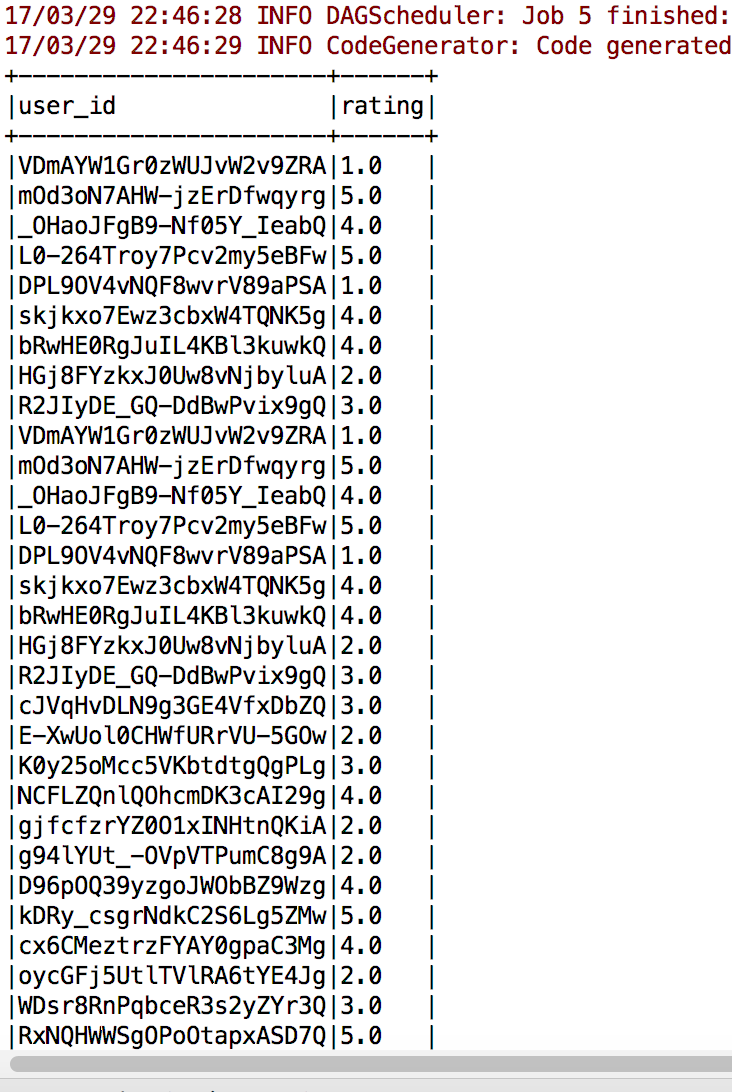 17/03/29 22:46:28 INFO DAGScheduler: Job 5 finished:
17/03/29 22:46:29 INFO CodeGenerator: Code generated
+----------------------+------+
|user_id               |rating|
+----------------------+------+
|VDmAYW1Gr0zWUJvW2v9ZRA|1.0   |
|mOd3oN7AHW-jzErDfwqyrg|5.0   |
|_OHaoJFgB9-Nf05Y_IeabQ|4.0   |
|L0-264Troy7Pcv2my5eBFw|5.0   |
|DPL9OV4vNQF8wvrV89aPSA|1.0   |
|skjkxo7Ewz3cbxW4TQNK5g|4.0   |
|bRwHE0RgJuIL4KBl3kuwkQ|4.0   |
|HGj8FYzkxJ0Uw8vNjbyluA|2.0   |
|R2JIyDE_GQ-DdBwPvix9gQ|3.0   |
|VDmAYW1Gr0zWUJvW2v9ZRA|1.0   |
|mOd3oN7AHW-jzErDfwqyrg|5.0   |
|_OHaoJFgB9-Nf05Y_IeabQ|4.0   |
|L0-264Troy7Pcv2my5eBFw|5.0   |
|DPL9OV4vNQF8wvrV89aPSA|1.0   |
|skjkxo7Ewz3cbxW4TQNK5g|4.0   |
|bRwHE0RgJuIL4KBl3kuwkQ|4.0   |
|HGj8FYzkxJ0Uw8vNjbyluA|2.0   |
|R2JIyDE_GQ-DdBwPvix9gQ|3.0   |
|cJVqHvDLN9g3GE4VfxDbZQ|3.0   |
|E-XwUol0CHWfURrVU-5GOw|2.0   |
|K0y25oMcc5VKbtdtgQgPLg|3.0   |
|NCFLZQnlQOhcmDK3cAI29g|4.0   |
|gjfcfzrYZ0O1xINHtnQKiA|2.0   |
|g94lYUt_-OVpVTPumC8g9A|2.0   |
|D96pOQ39yzgoJWObBZ9Wzg|4.0   |
|kDRy_csgrNdkC2S6Lg5ZMw|5.0   |
|cx6CMeztrzFYAY0gpaC3Mg|4.0   |
|oycGFj5UtlTVlRA6tYE4Jg|2.0   |
|WDsr8RnPqbceR3s2yZYr3Q|3.0   |
|RxNQHWWSgOPoOtapxASD7Q|5.0   |